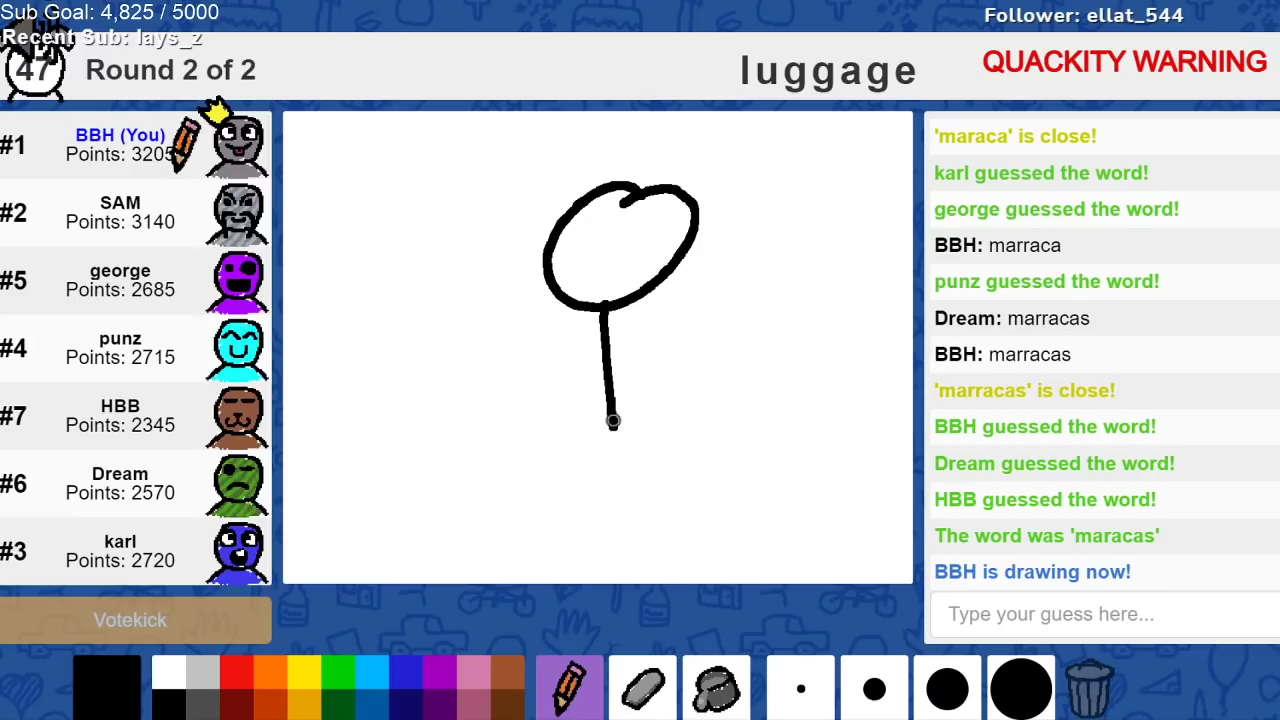 Sub Goal: 4,825 / 5000
Recent Sub: lays_z
Follower: ellat_544
47
Round 2 of 2
luggage
QUACKITY WARNING
#1
BBH (You)
Points: 3205
#2
SAM
Points: 3140
#5
george
Points: 2685
#4
punz
Points: 2715
#7
HBB
Points: 2345
#6
Dream
Points: 2570
#3
karl
Points: 2720
Votekick
'maraca' is close!
karl guessed the word!
george guessed the word!
BBH: marraca
punz guessed the word!
Dream: marracas
BBH: marracas
'marracas' is close!
BBH guessed the word!
Dream guessed the word!
HBB guessed the word!
The word was 'maracas'
BBH is drawing now!
Type your guess here...